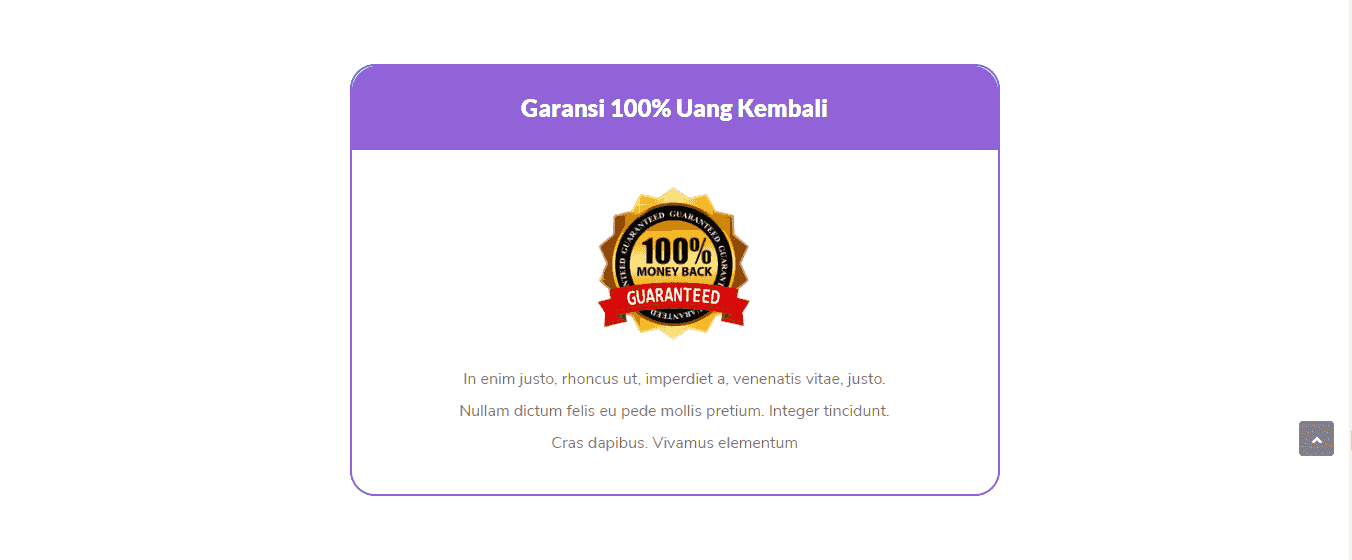 Garansi 100% Uang Kembali
GUARANTEED GUARANTEED GUARAN
100%
MONEY BACK
GUARANTEED
GUARANTEED
In enim justo, rhoncus ut, imperdiet a, venenatis vitae, justo.
Nullam dictum felis eu pede mollis pretium. Integer tincidunt.
Cras dapibus. Vivamus elementum